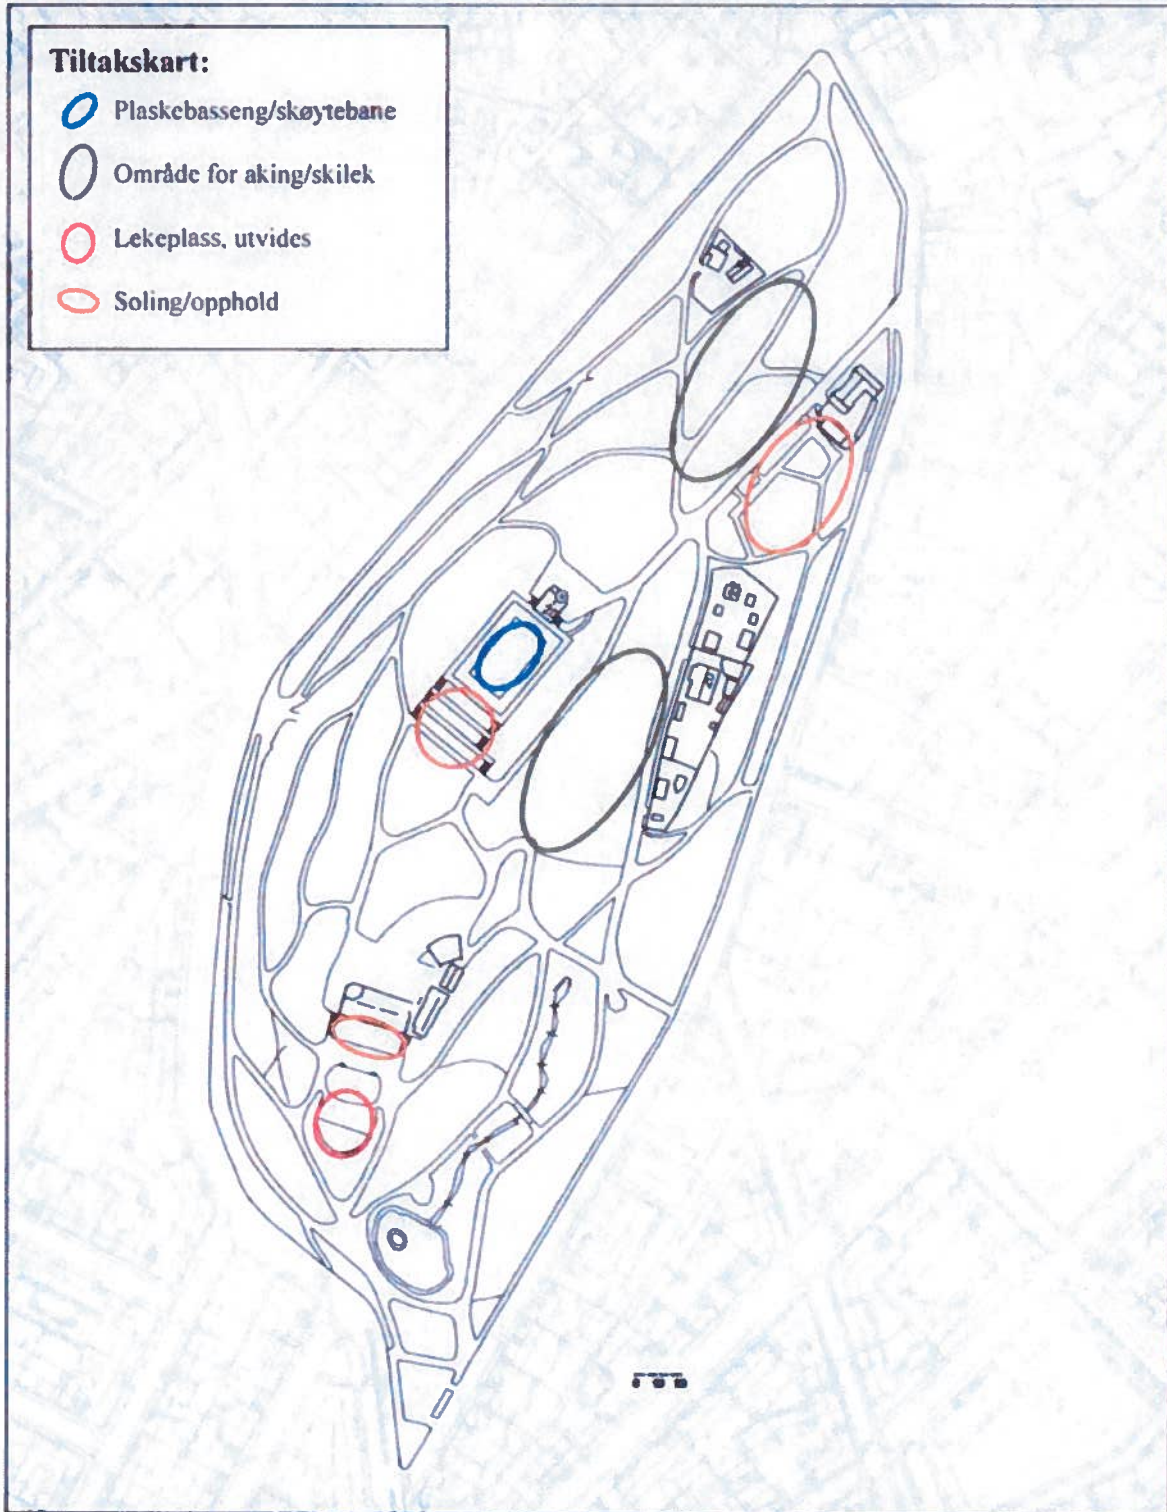 Tiltakskart:
Plaskebasseng/skøytebane
Område for aking/skilek
Lekeplass, utvides
Soling/opphold